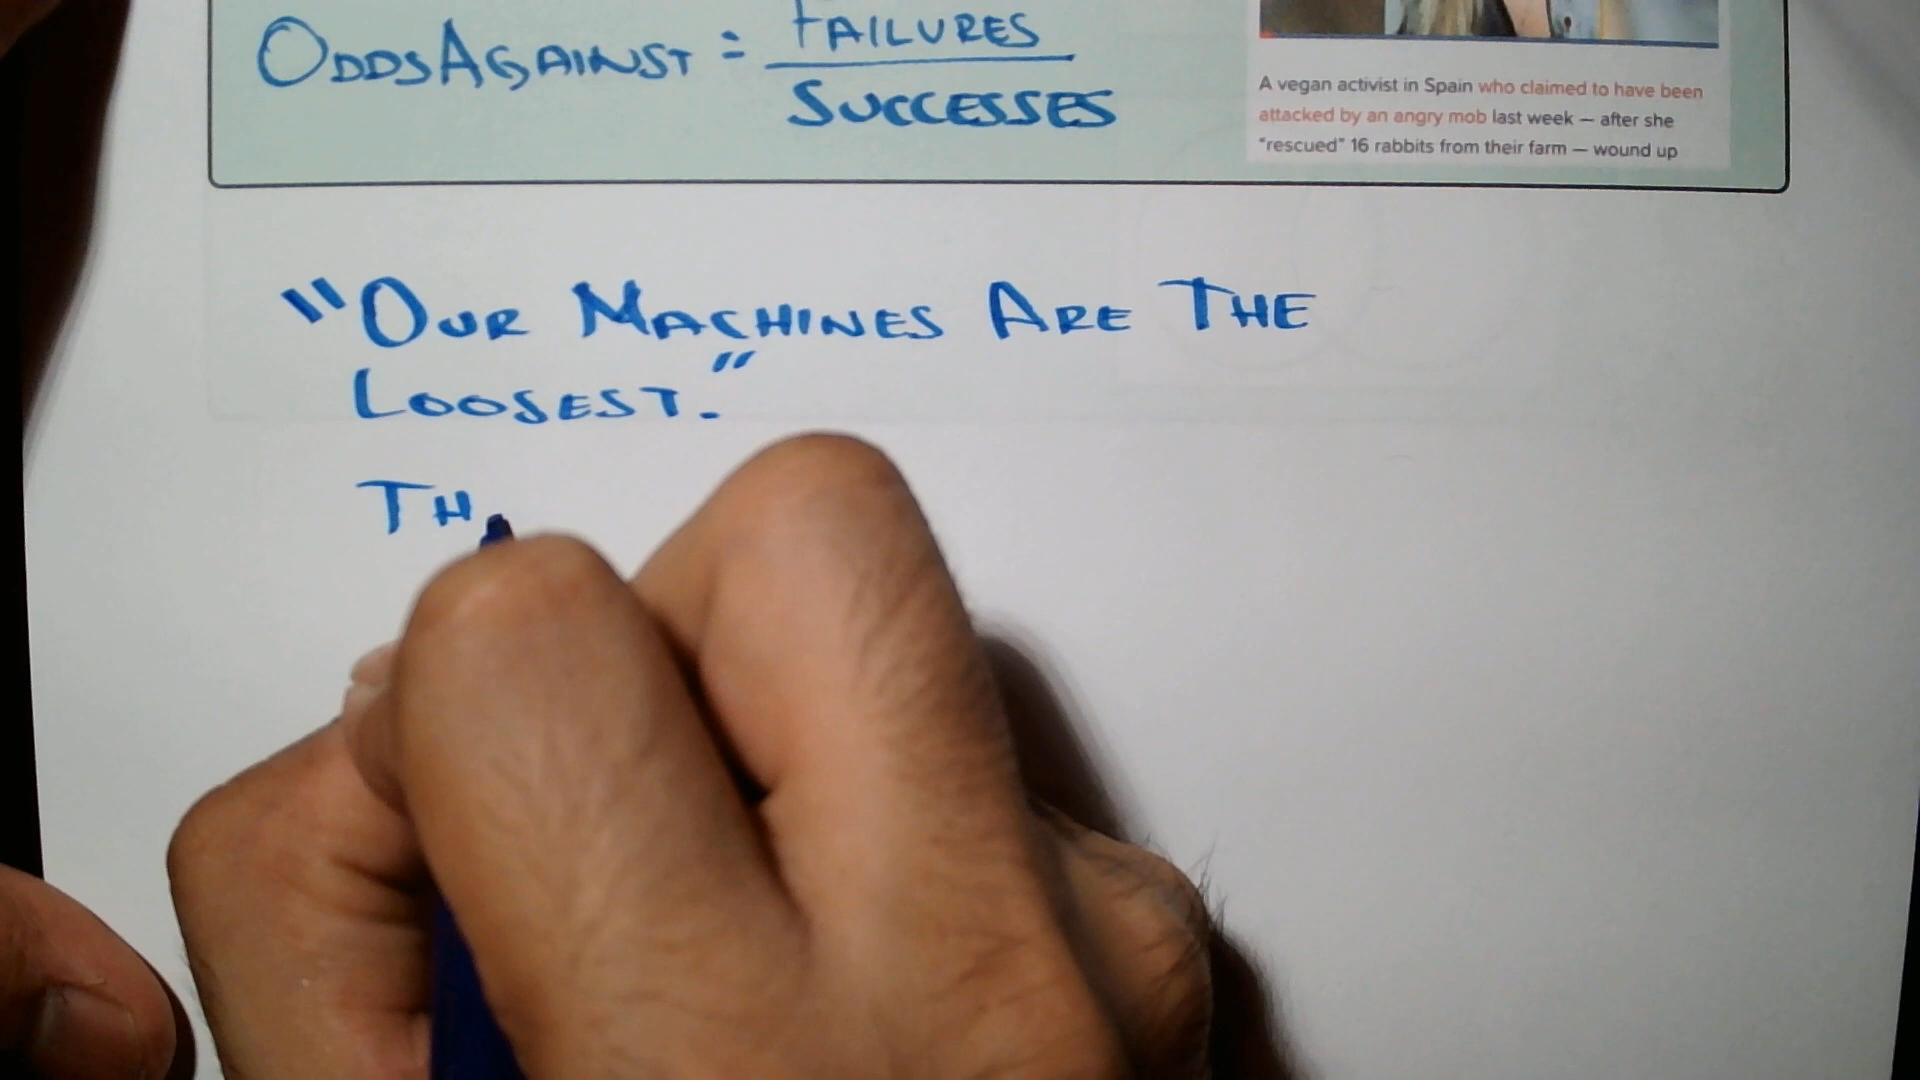 OddsAgainst = Failures
Successes
A vegan activist in Spain who claimed to have been
attacked by an angry mob last week — after she
"rescued" 16 rabbits from their farm — wound up
"Our Machines Are The
Loosest."
Th